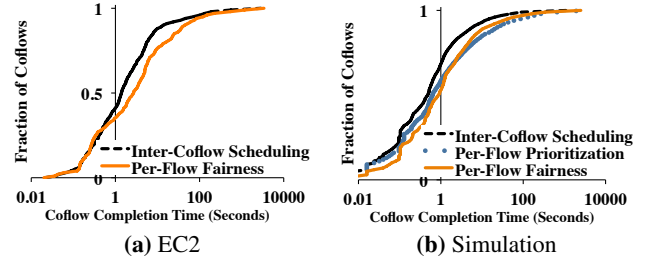 1
0.5
0
0.01
1
100
10000
Fraction of Coflows
Coflow Completion Time (Seconds)
Inter-Coflow Scheduling
Per-Flow Fairness
(a) EC2
1
0
0.01
1
100
10000
Fraction of Coflows
Coflow Completion Time (Seconds)
Inter-Coflow Scheduling
Per-Flow Prioritization
Per-Flow Fairness
(b) Simulation